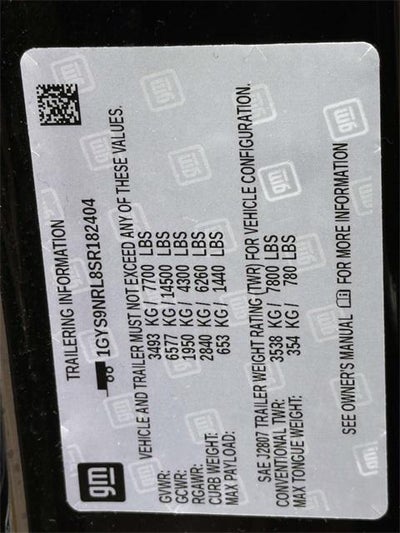 gm
TRAILERING INFORMATION
1GYS9NRL8SR182404
VEHICLE AND TRAILER MUST NOT EXCEED ANY OF THESE VALUES.
GVWR: 3493 KG / 7700 LBS
GCWR: 6577 KG / 14500 LBS
RGAWR: 1950 KG / 4300 LBS
CURB WEIGHT: 2840 KG / 6260 LBS
MAX PAYLOAD: 653 KG / 1440 LBS
SAE J2807 TRAILER WEIGHT RATING (TWR) FOR VEHICLE CONFIGURATION.
CONVENTIONAL TWR: 3538 KG / 7800 LBS
MAX TONGUE WEIGHT: 354 KG / 780 LBS
SEE OWNER'S MANUAL FOR MORE INFORMATION